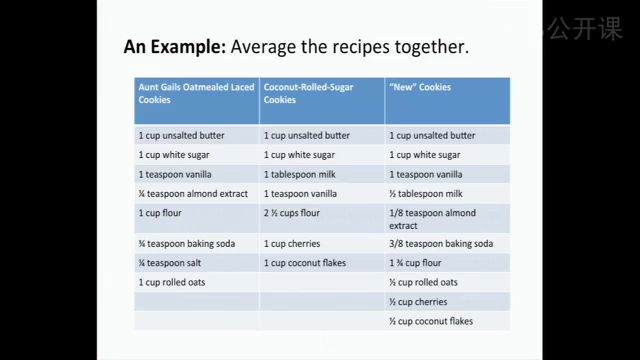 公开课
An Example: Average the recipes together.
Aunt Gails Oatmealed Laced Cookies
Coconut-Rolled-Sugar Cookies
“New” Cookies
1 cup unsalted butter
1 cup unsalted butter
1 cup unsalted butter
1 cup white sugar
1 cup white sugar
1 cup white sugar
1 teaspoon vanilla
1 tablespoon milk
1 teaspoon vanilla
¼ teaspoon almond extract
1 teaspoon vanilla
½ tablespoon milk
1 cup flour
2 ½ cups flour
1/8 teaspoon almond extract
¾ teaspoon baking soda
1 cup cherries
3/8 teaspoon baking soda
¼ teaspoon salt
1 cup coconut flakes
1 ¾ cup flour
1 cup rolled oats
½ cup rolled oats
½ cup cherries
½ cup coconut flakes